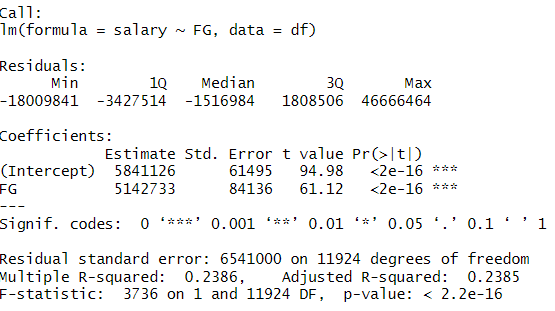 Call:
lm(formula = salary ~ FG, data = df)
Residuals:
Min 1Q Median 3Q Max
-18009841 -3427514 -1516984 1808506 46666464
Coefficients:
Estimate Std. Error t value Pr(>|t|)
(Intercept) 5841126 61495 94.98 <2e-16 ***
FG 5142733 84136 61.12 <2e-16 ***
---
Signif. codes: 0 ‘***’ 0.001 ‘**’ 0.01 ‘*’ 0.05 ‘.’ 0.1 ‘ ’ 1
Residual standard error: 6541000 on 11924 degrees of freedom
Multiple R-squared: 0.2386, Adjusted R-squared: 0.2385
F-statistic: 3736 on 1 and 11924 DF, p-value: < 2.2e-16